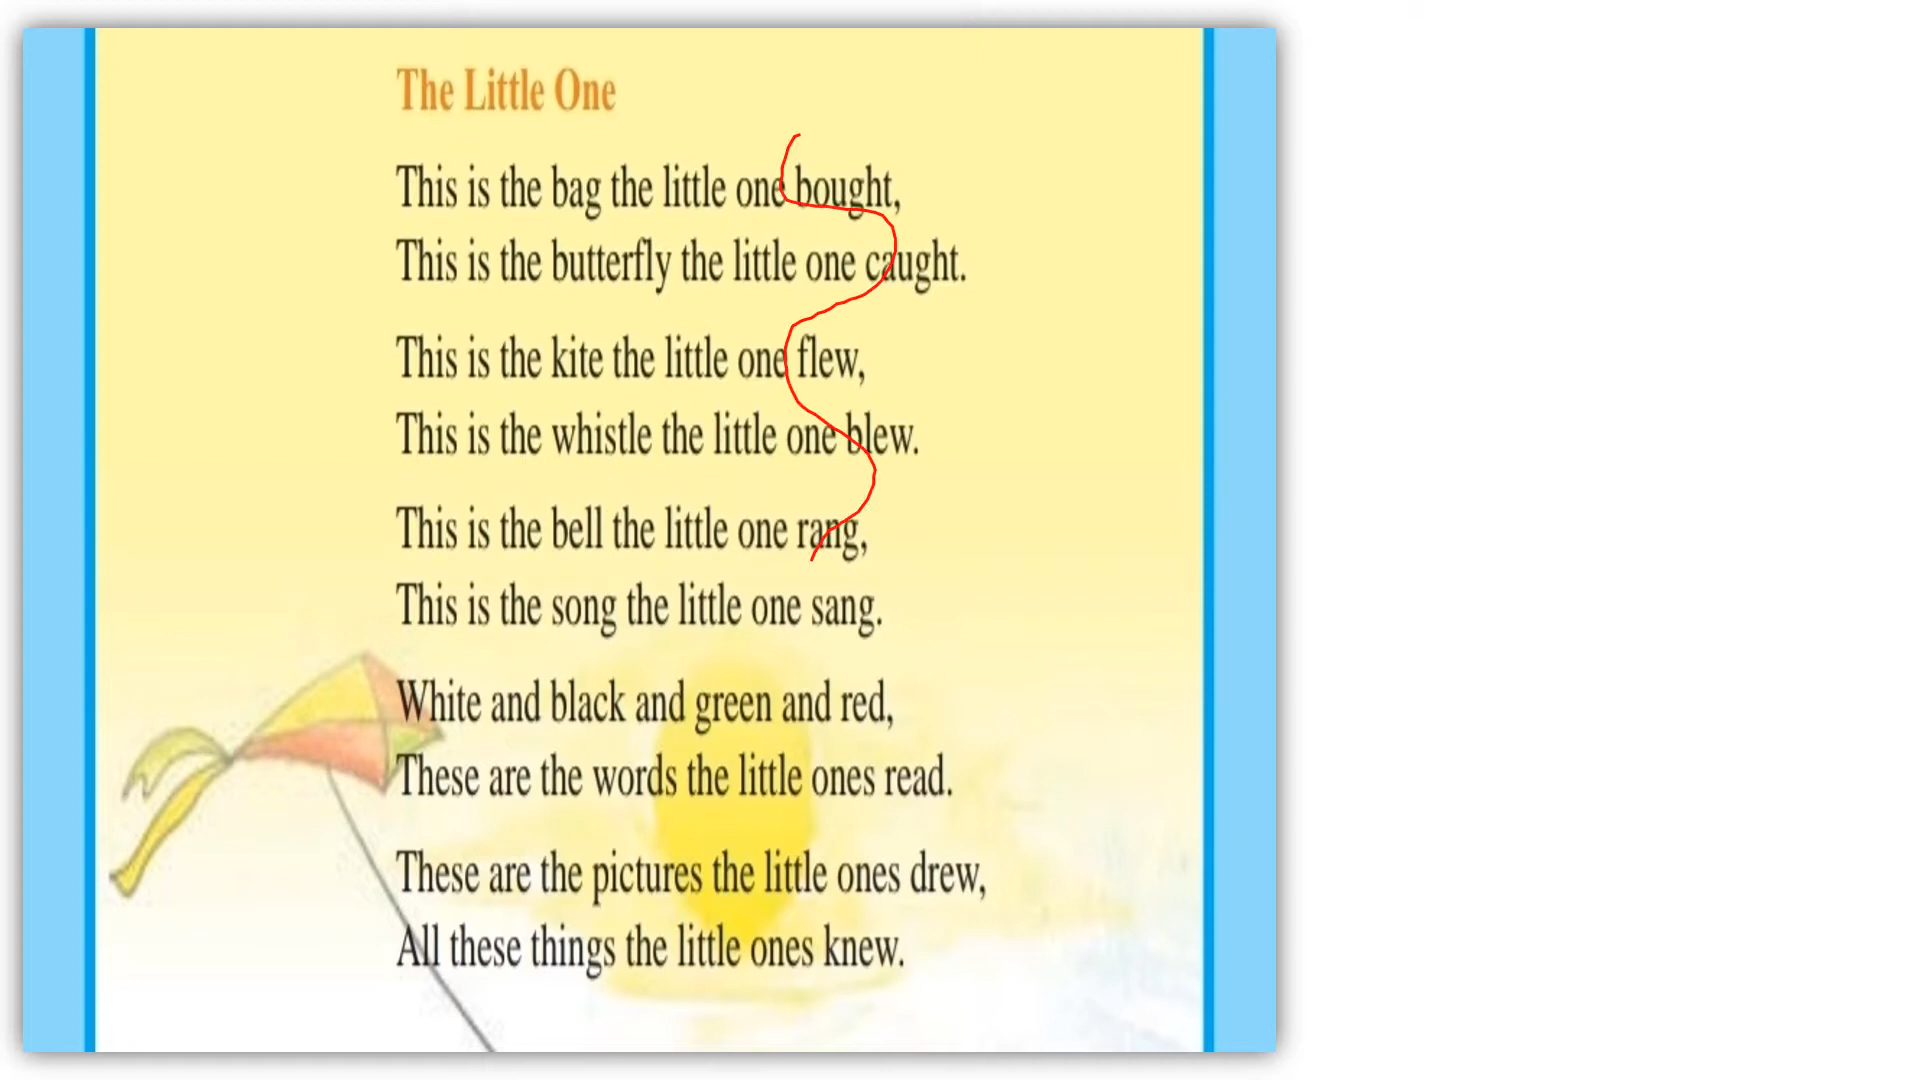 The Little One
This is the bag the little one bought,
This is the butterfly the little one caught.
This is the kite the little one flew,
This is the whistle the little one blew.
This is the bell the little one rang,
This is the song the little one sang.
White and black and green and red,
These are the words the little ones read.
These are the pictures the little ones drew,
All these things the little ones knew.